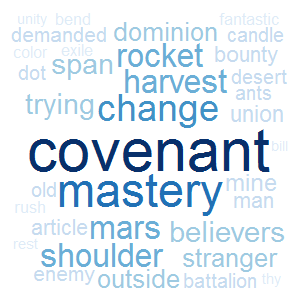 unity bend fantastic
demanded dominion candle
color exile rocket bounty
dot span harvest desert
trying change ants
union
covenant
bill
old mastery mine
rush man
article mars believers
rest shoulder stranger
enemy outside battalion thy